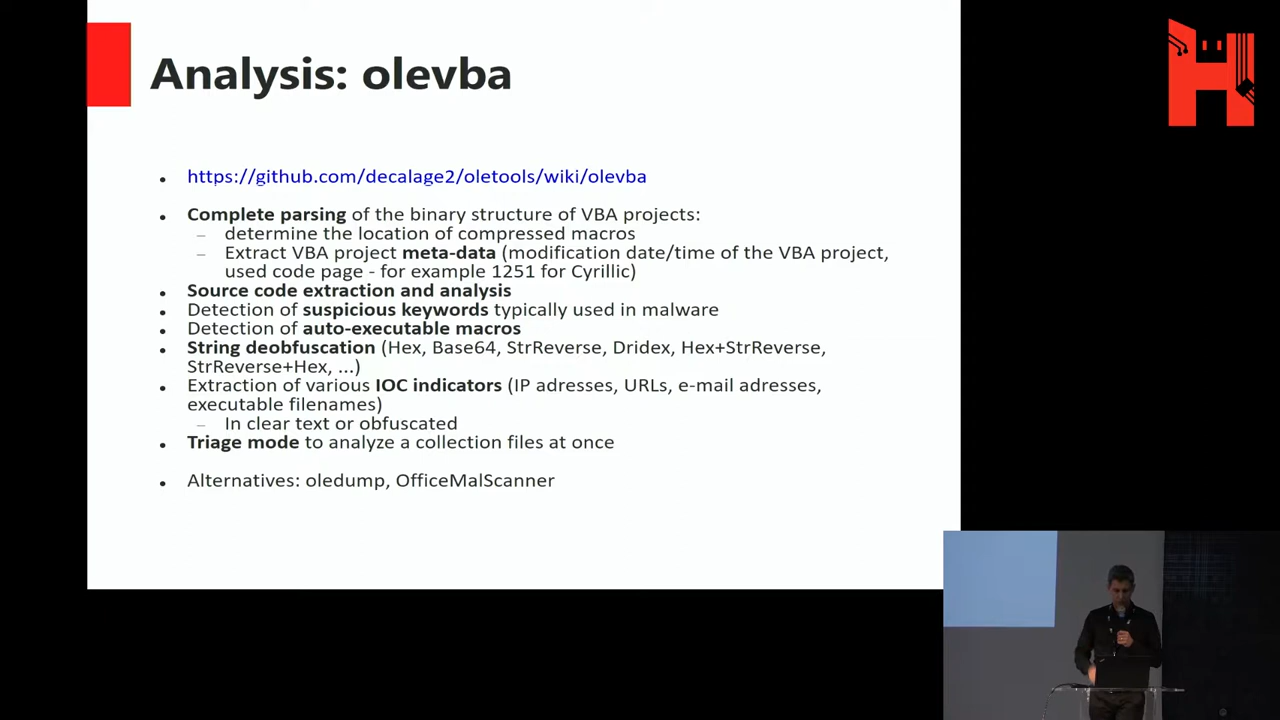 Analysis: olevba
• https://github.com/decalage2/oletools/wiki/olevba
• Complete parsing of the binary structure of VBA projects:
– determine the location of compressed macros
– Extract VBA project meta-data (modification date/time of the VBA project,
used code page - for example 1251 for Cyrillic)
• Source code extraction and analysis
• Detection of suspicious keywords typically used in malware
• Detection of auto-executable macros
• String deobfuscation (Hex, Base64, StrReverse, Dridex, Hex+StrReverse,
StrReverse+Hex, ...)
• Extraction of various IOC indicators (IP adresses, URLs, e-mail adresses,
executable filenames)
– In clear text or obfuscated
• Triage mode to analyze a collection files at once
• Alternatives: oledump, OfficeMalScanner